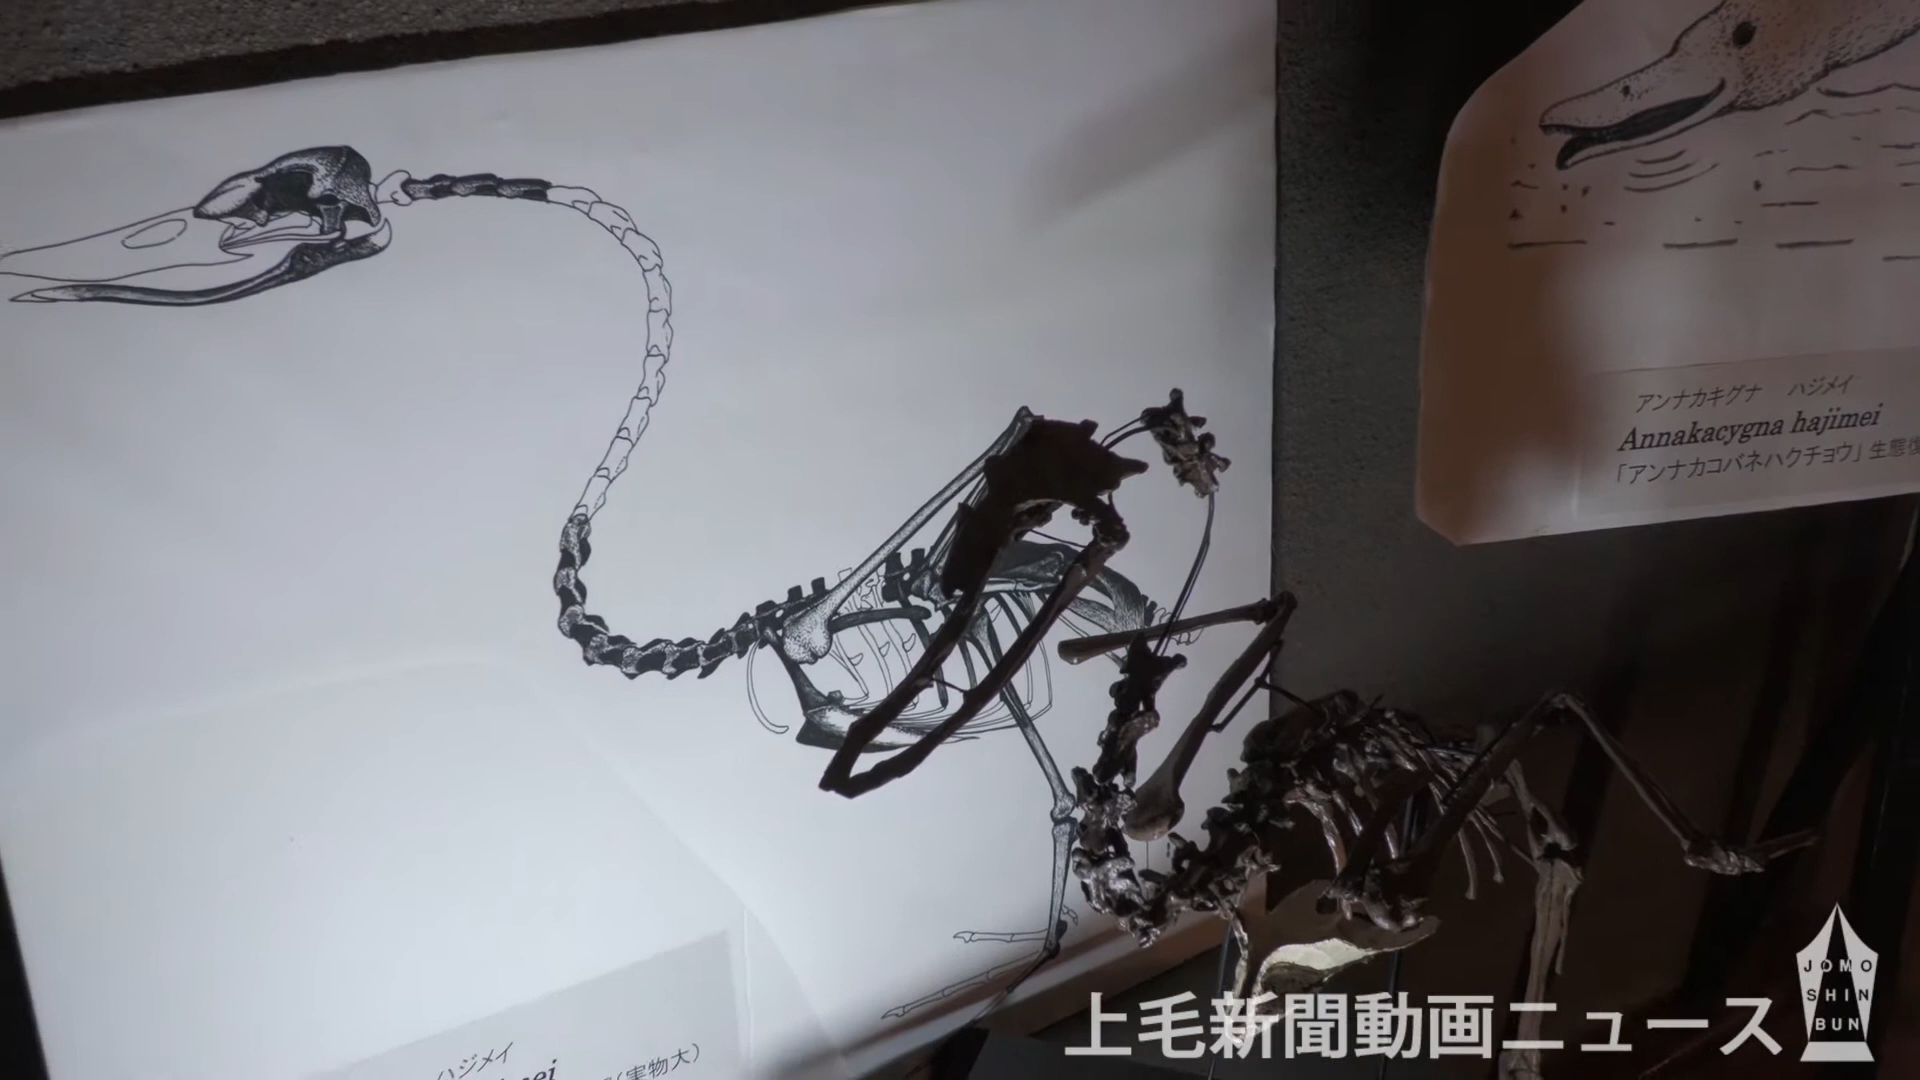 アンナカキグナ ハジメイ
Annakacygna hajimei
「アンナカコバネハクチョウ」生態復
ハジメイ
mei
(実物大)
上毛新聞動画ニュース
JOMO
SHIN
BUN